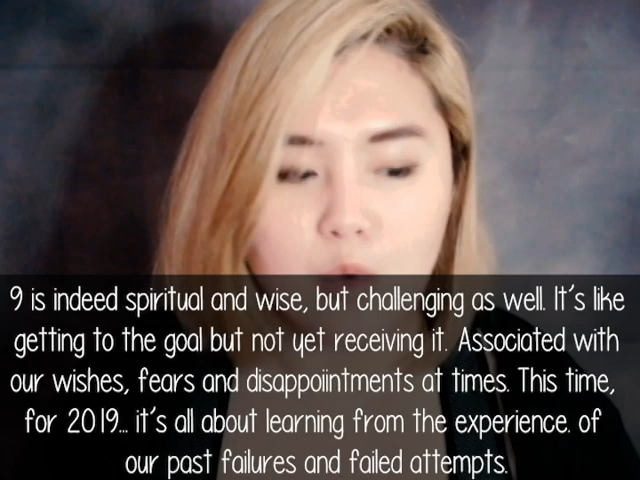 9 is indeed spiritual and wise, but challenging as well. It's like
getting to the goal but not yet receiving it. Associated with
our wishes, fears and disappoiintments at times. This time,
for 2019... it's all about learning from the experience. of
our past failures and failed attempts.